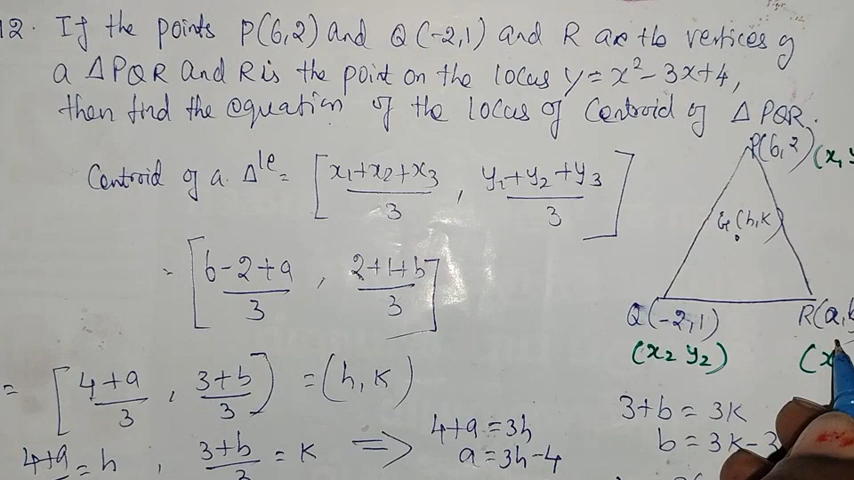 12. If the points P(6,2) and Q(-2,1) and R are the vertices of
a ΔPQR and R is the point on the locus y = x² - 3x + 4,
then find the equation of the locus of Centroid of ΔPQR.
Centroid of a Δle = [(x₁+x₂+x₃)/3 , (y₁+y₂+y₃)/3]
= [(6-2+a)/3 , (2+1+b)/3]
= [(4+a)/3 , (3+b)/3) = (h, k)
4+a = h , (3+b)/3 = k ⇒ 4+a = 3h
a = 3h-4
P(6,2) (x₁ y
G(h,k)
Q(-2,1) R(a,b
(x₂ y₂) (x
3+b = 3k
b = 3k-3